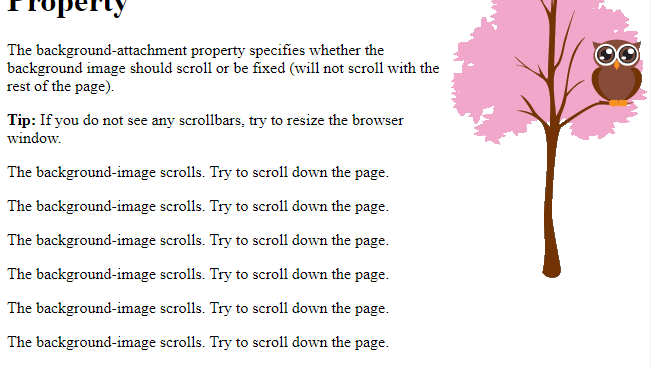 Property
The background-attachment property specifies whether the
background image should scroll or be fixed (will not scroll with the
rest of the page).
Tip: If you do not see any scrollbars, try to resize the browser
window.
The background-image scrolls. Try to scroll down the page.
The background-image scrolls. Try to scroll down the page.
The background-image scrolls. Try to scroll down the page.
The background-image scrolls. Try to scroll down the page.
The background-image scrolls. Try to scroll down the page.
The background-image scrolls. Try to scroll down the page.